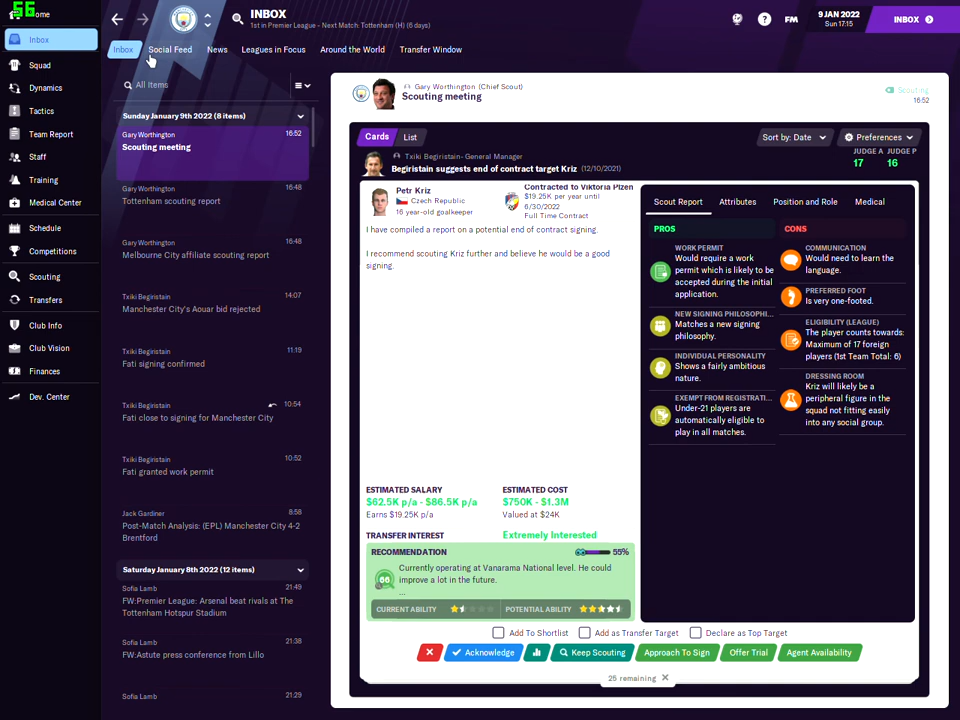 56
ome
INBOX
1st in Premier League - Next Match: Tottenham (H) (6 days)
FM
9 JAN 2022
Sun 17:15
INBOX
Inbox
Squad
Dynamics
Tactics
Team Report
Staff
Training
Medical Center
Schedule
Competitions
Scouting
Transfers
Club Info
Club Vision
Finances
Dev. Center
Inbox
Social Feed
News
Leagues in Focus
Around the World
Transfer Window
All Items
Sunday January 9th 2022 (8 items)
Gary Worthington 16:52
Scouting meeting
Gary Worthington 16:48
Tottenham scouting report
Gary Worthington 16:48
Melbourne City affiliate scouting report
Txiki Begiristain 14:07
Manchester City's Aouar bid rejected
Txiki Begiristain 11:19
Fati signing confirmed
Txiki Begiristain 10:54
Fati close to signing for Manchester City
Txiki Begiristain 10:52
Fati granted work permit
Jack Gardiner 8:58
Post-Match Analysis: (EPL) Manchester City 4-2
Brentford
Saturday January 8th 2022 (12 items)
Sofia Lamb 21:49
FW:Premier League: Arsenal beat rivals at The
Tottenham Hotspur Stadium
Sofia Lamb 21:38
FW:Astute press conference from Lillo
Sofia Lamb 21:29
Gary Worthington (Chief Scout)
Scouting meeting
Scouting
16:52
Cards
List
Sort by: Date
Preferences
Txiki Begiristain- General Manager
Begiristain suggests end of contract target Kriz (12/10/2021)
JUDGE A JUDGE P
17 16
Petr Kriz
Czech Republic
16 year-old goalkeeper
Contracted to Viktoria Plzen
$19.25K per year until
6/30/2022
Full Time Contract
I have compiled a report on a potential end of contract signing.
I recommend scouting Kriz further and believe he would be a good
signing.
ESTIMATED SALARY
$62.5K p/a - $86.5K p/a
Earns $19.25K p/a
ESTIMATED COST
$750K - $1.3M
Valued at $24K
TRANSFER INTEREST
Extremely Interested
RECOMMENDATION
55%
66
Currently operating at Vanarama National level. He could
improve a lot in the future.
...
CURRENT ABILITY
POTENTIAL ABILITY
Scout Report
Attributes
Position and Role
Medical
PROS
WORK PERMIT
Would require a work
permit which is likely to be
accepted during the initial
application.
NEW SIGNING PHILOSOPHI...
Matches a new signing
philosophy.
INDIVIDUAL PERSONALITY
Shows a fairly ambitious
nature.
EXEMPT FROM REGISTRATI...
Under-21 players are
automatically eligible to
play in all matches.
CONS
COMMUNICATION
Would need to learn the
language.
PREFERRED FOOT
Is very one-footed.
ELIGIBILITY (LEAGUE)
The player counts towards:
Maximum of 17 foreign
players (1st Team Total: 6)
DRESSING ROOM
Kriz will likely be a
peripheral figure in the
squad not fitting easily
into any social group.
Add To Shortlist
Add as Transfer Target
Declare as Top Target
Acknowledge
Keep Scouting
Approach To Sign
Offer Trial
Agent Availability
25 remaining